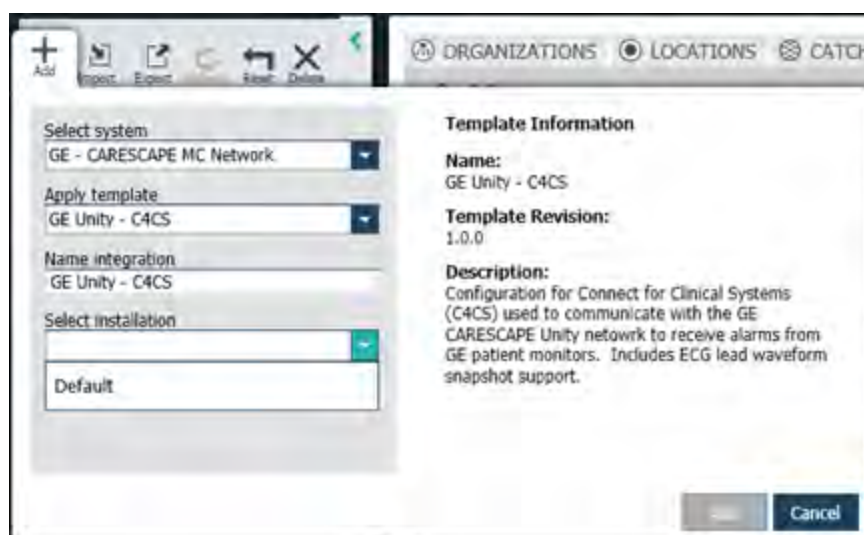 Add
Import
Export
Reset
Delete
ORGANIZATIONS
LOCATIONS
CATCH
Select system
GE - CARESCAPE MC Network
Apply template
GE Unity - C4CS
Name integration
GE Unity - C4CS
Select installation
Default
Template Information
Name:
GE Unity - C4CS
Template Revision:
1.0.0
Description:
Configuration for Connect for Clinical Systems
(C4CS) used to communicate with the GE
CARESCAPE Unity netowrk to receive alarms from
GE patient monitors. Includes ECG lead waveform
snapshot support.
Cancel